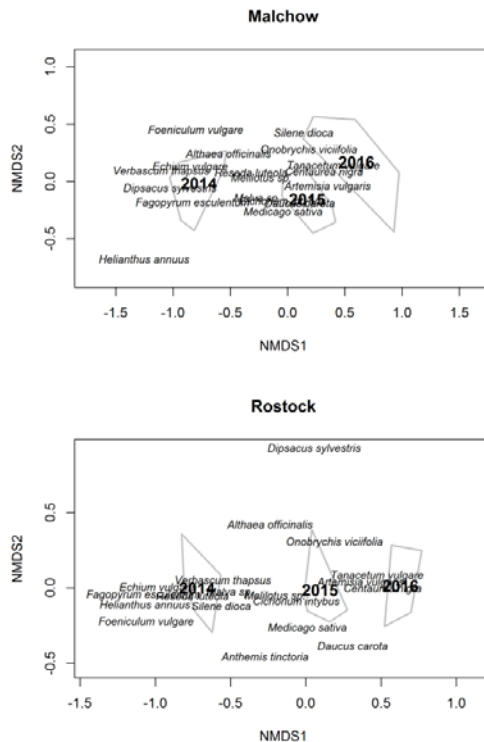 Malchow
NMDS2
1.0
0.5
0.0
-0.5
Foeniculum vulgare
Silene dioca
Althaea officinalis
Onobrychis viciifolia
Echium vulgare
2016
Verbascum thapsus
Reseda luteola
Centaurea nigra
Melilotus sp
2014
Dipsacus sylvestris
Artemisia vulgaris
Fagopyrum esculentum
2015
Medicago sativa
Helianthus annuus
-1.5 -1.0 -0.5 0.0 0.5 1.0 1.5
NMDS1
Rostock
NMDS2
0.5
0.0
-0.5
Dipsacus sylvestris
Althaea officinalis
Onobrychis viciifolia
Verbascum thapsus
Tanacetum vulgare
Echium
2014
2015
2016
Artemisia
Melilotus
Cichorium intybus
Helianthus annuus
Silene dioca
Foeniculum vulgare
Medicago sativa
Daucus carota
Anthemis tinctoria
-1.5 -1.0 -0.5 0.0 0.5 1.0
NMDS1